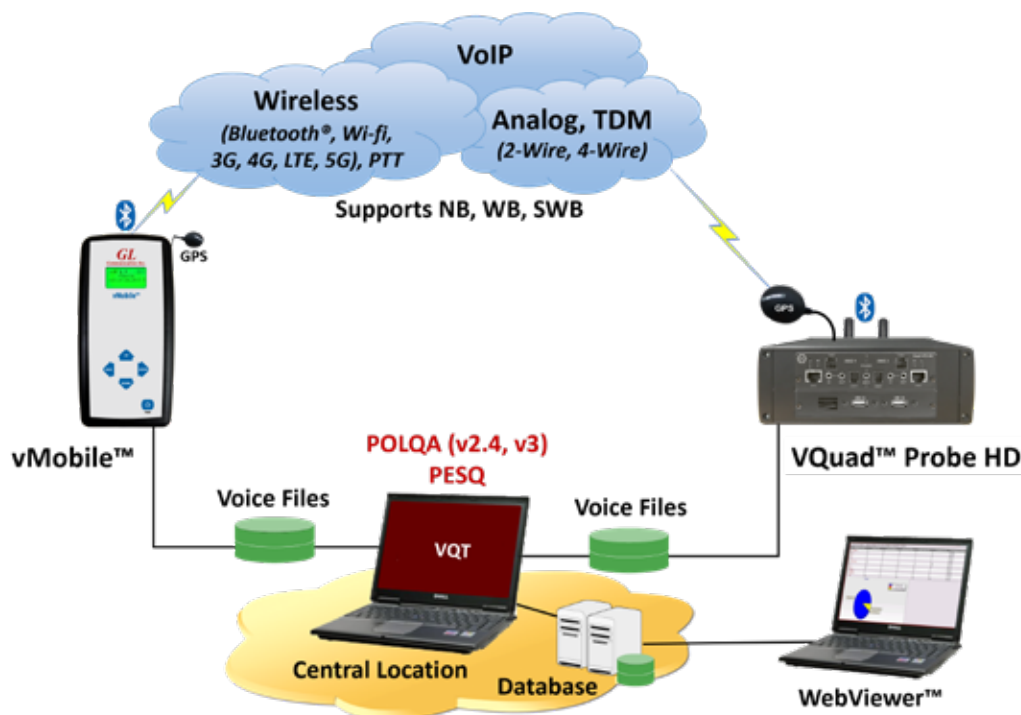 VoIP
Wireless
(Bluetooth®, Wi-fi,
3G, 4G, LTE, 5G), PTT
Analog, TDM
(2-Wire, 4-Wire)
Supports NB, WB, SWB
GPS
GL
vMobile™
GPS
vMobile™
VQuad™ Probe HD
POLQA (v2.4, v3)
PESQ
Voice Files
Voice Files
VQT
Central Location
Database
WebViewer™